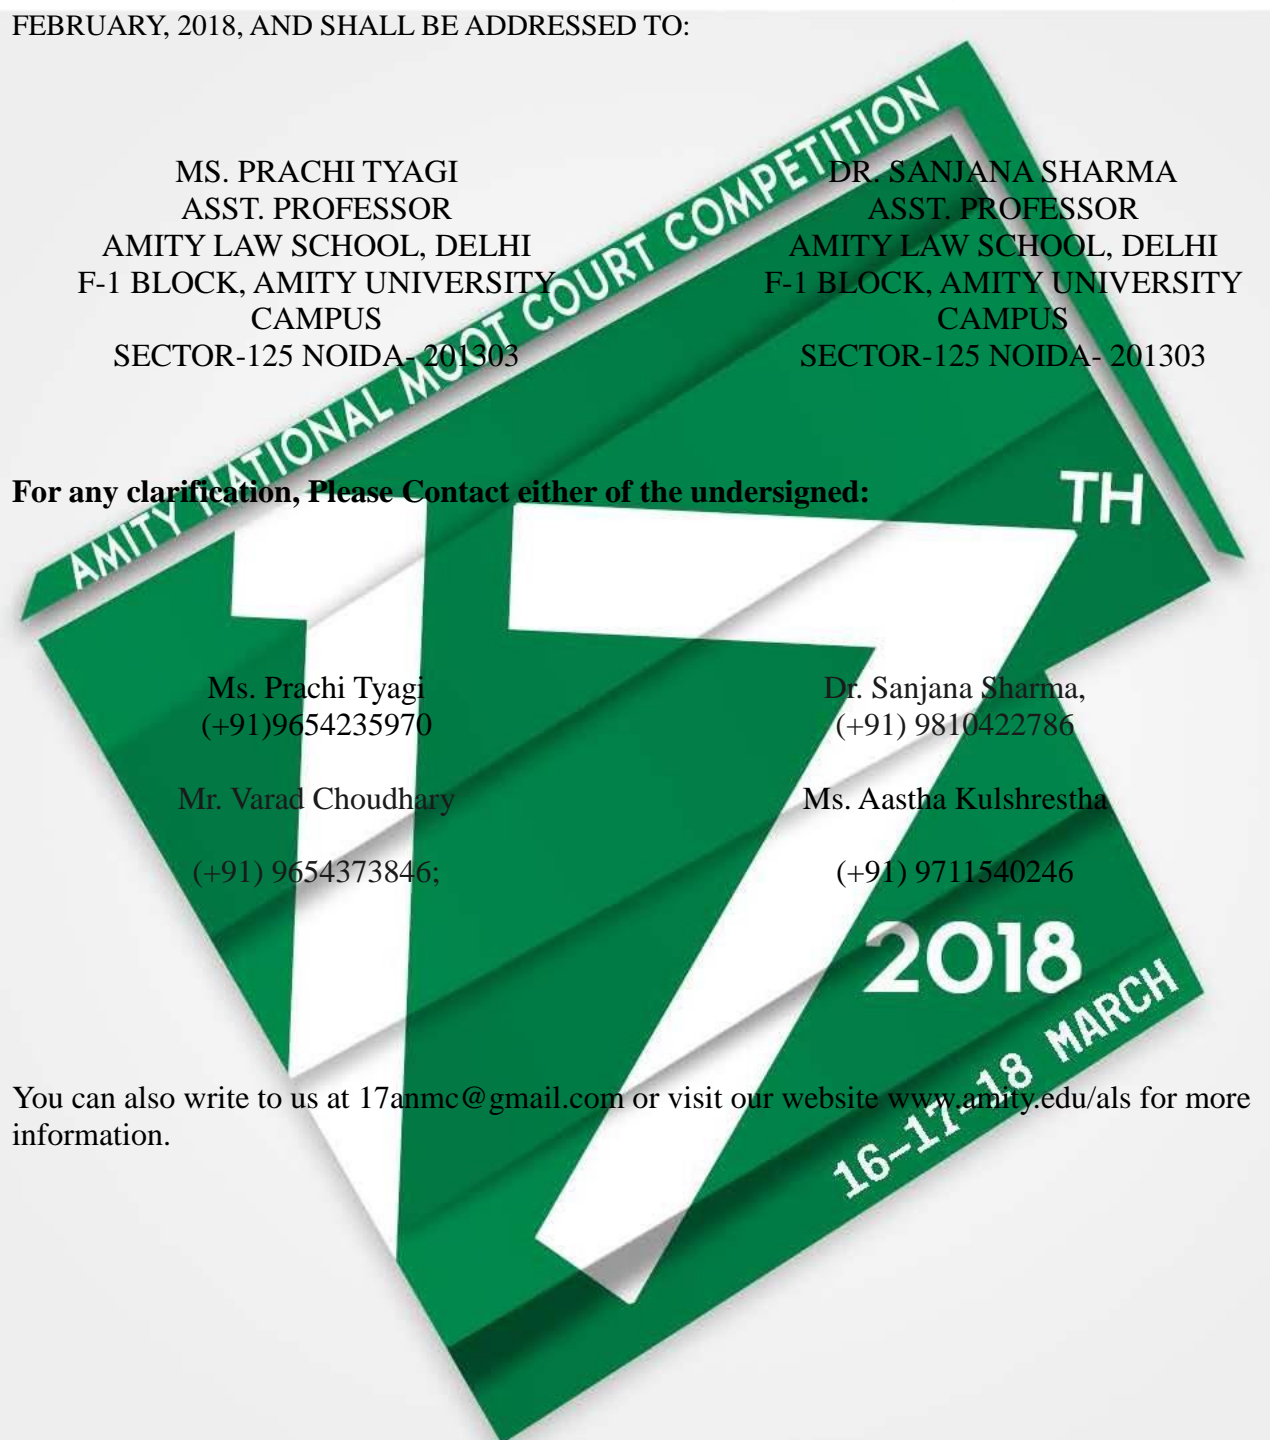 FEBRUARY, 2018, AND SHALL BE ADDRESSED TO:
MS. PRACHI TYAGI
ASST. PROFESSOR
AMITY LAW SCHOOL, DELHI
F-1 BLOCK, AMITY UNIVERSITY
CAMPUS
SECTOR-125 NOIDA- 201303
DR. SANJANA SHARMA
ASST. PROFESSOR
AMITY LAW SCHOOL, DELHI
F-1 BLOCK, AMITY UNIVERSITY
CAMPUS
SECTOR-125 NOIDA- 201303
AMITY NATIONAL MOOT COURT COMPETITION
For any clarification, Please Contact either of the undersigned:
17
TH
Ms. Prachi Tyagi
(+91)9654235970
Dr. Sanjana Sharma,
(+91) 9810422786
Mr. Varad Choudhary
(+91) 9654373846;
Ms. Aastha Kulshrestha
(+91) 9711540246
2018
16-17-18 MARCH
You can also write to us at 17anmc@gmail.com or visit our website www.amity.edu/als for more
information.